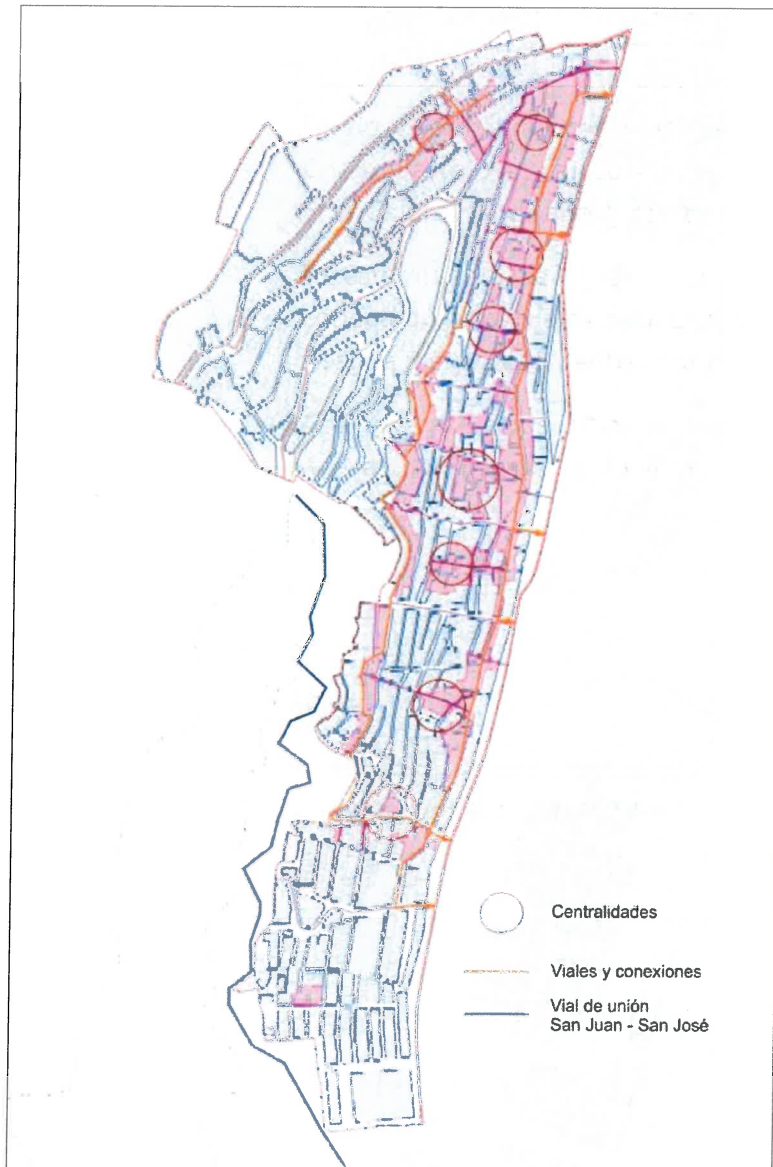 Centralidades
Viales y conexiones
Vial de unión
San Juan - San José